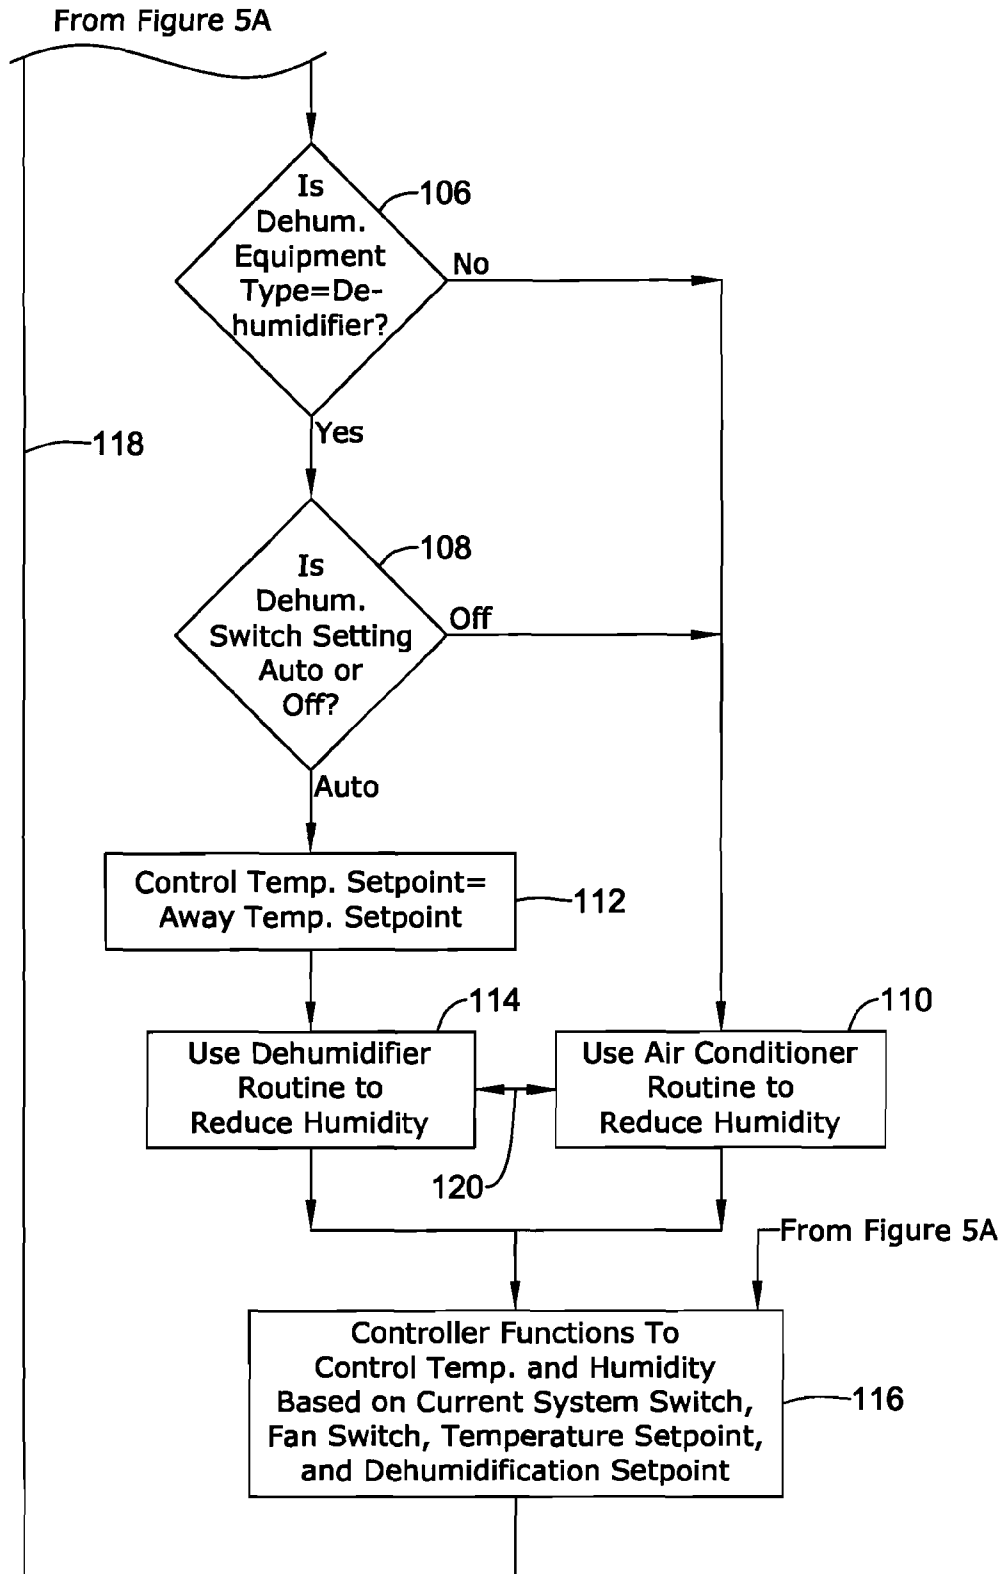 From Figure 5A
Is
Dehum.
Equipment
Type=De-
humidifier?
106
No
Yes
118
Is
Dehum.
Switch Setting
Auto or
Off?
108
Off
Auto
Control Temp. Setpoint=
Away Temp. Setpoint
112
114
110
Use Dehumidifier
Routine to
Reduce Humidity
Use Air Conditioner
Routine to
Reduce Humidity
120
From Figure 5A
Controller Functions To
Control Temp. and Humidity
Based on Current System Switch,
Fan Switch, Temperature Setpoint,
and Dehumidification Setpoint
116